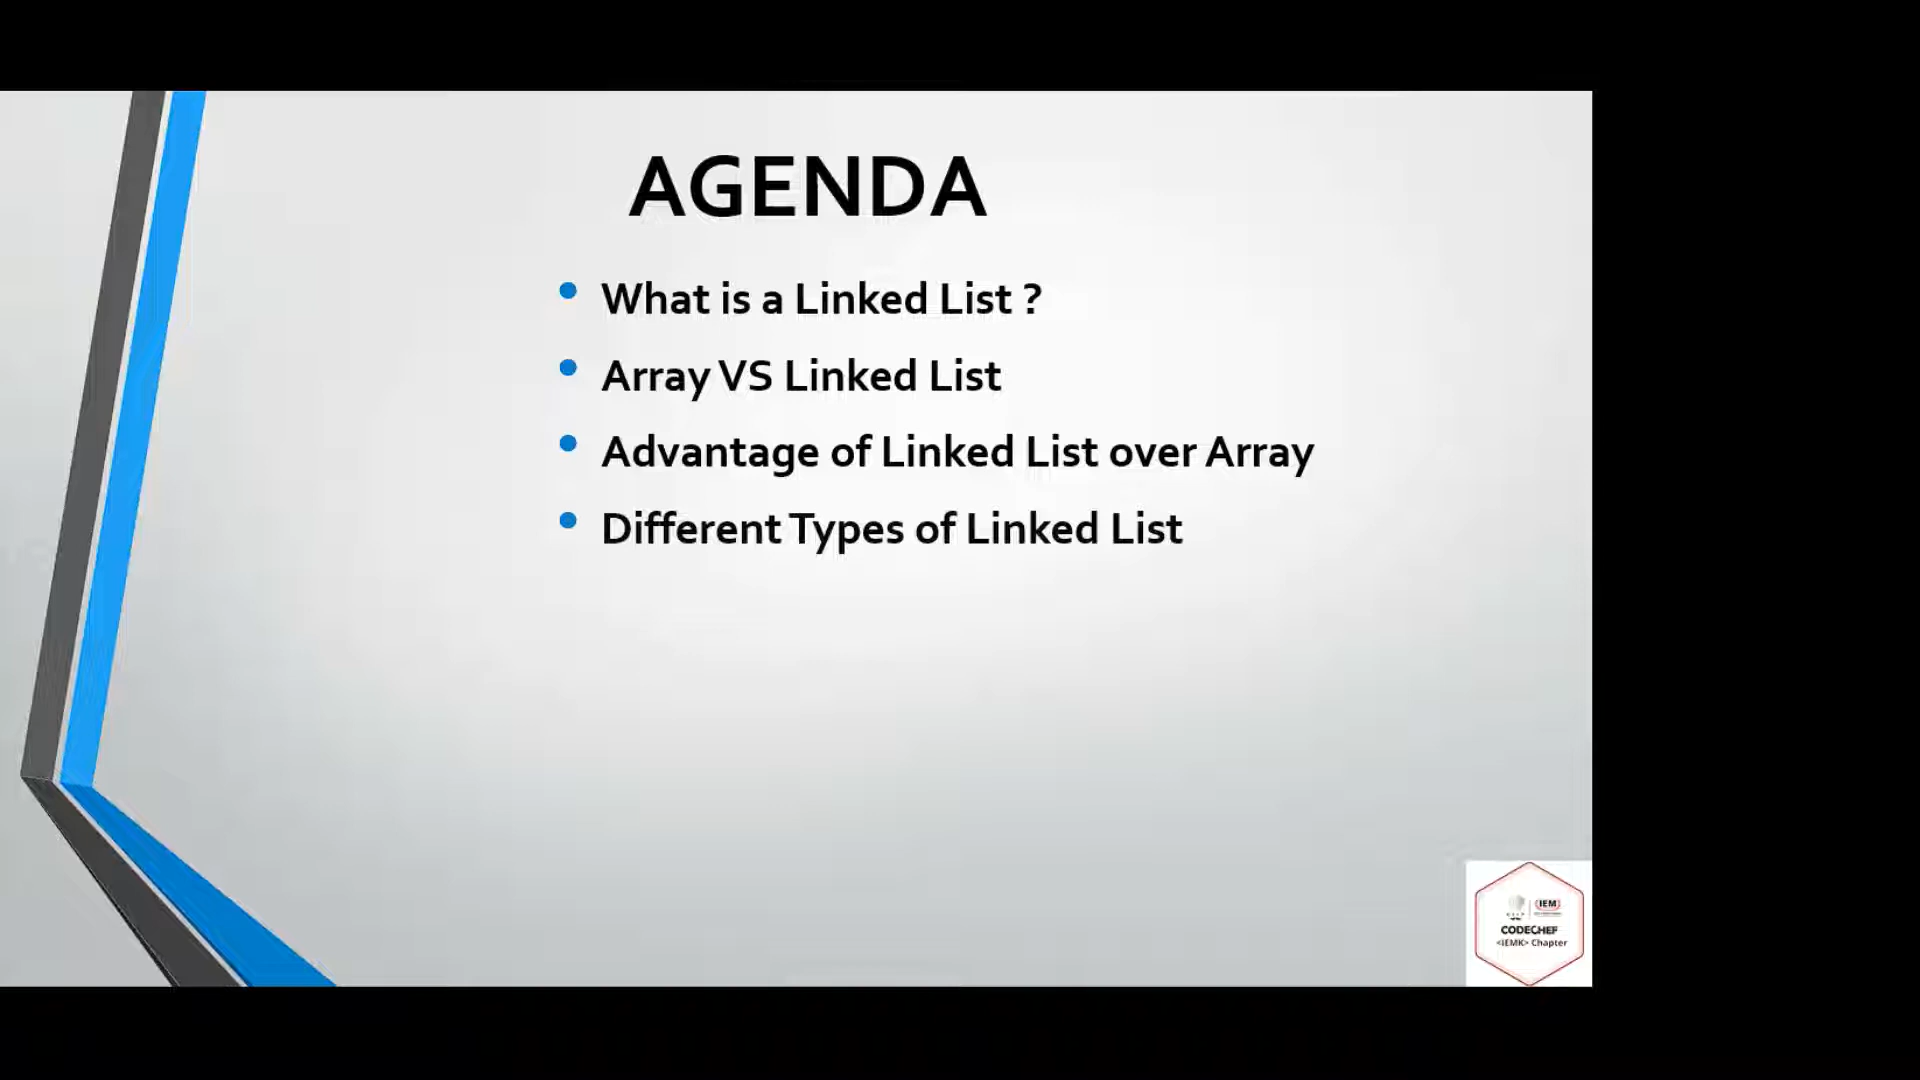 AGENDA
What is a Linked List ?
Array VS Linked List
Advantage of Linked List over Array
Different Types of Linked List
IEM
CODECHEF
<IEMK> Chapter